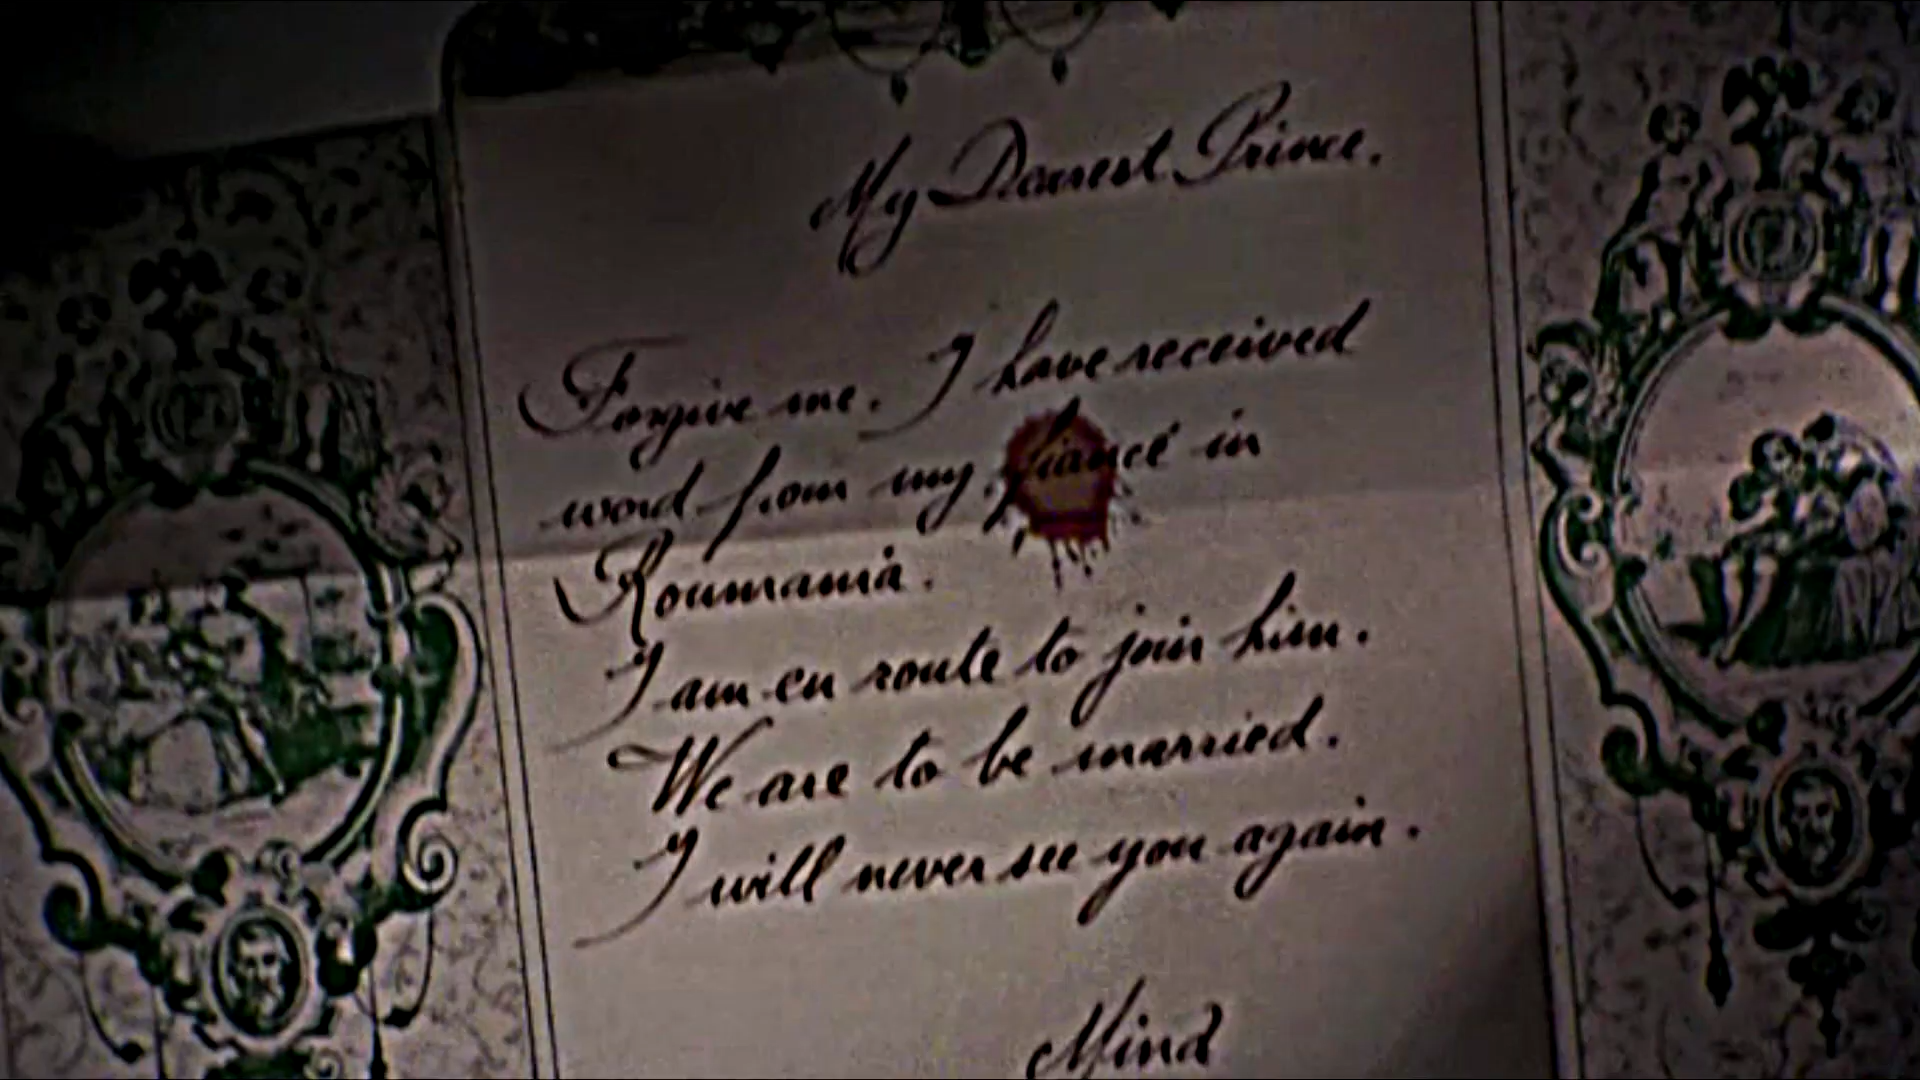 My Dearest Prince.
Forgive me. I have received
word from my fiancé in
Roumania.
I am en route to join him.
We are to be married.
I will never see you again.
Mind